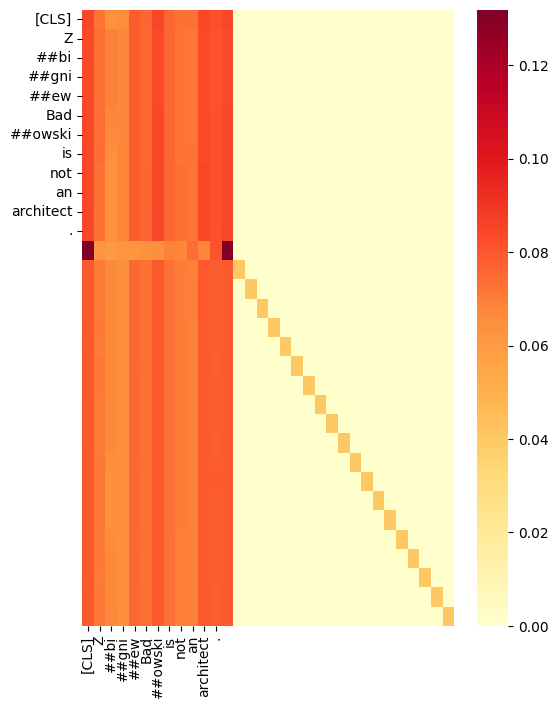 [CLS]
Z
##bi
##gni
##ew
Bad
##owski
is
not
an
architect
.
[CLS]
Z
##bi
##gni
##ew
Bad
##owski
is
not
an
architect
.
0.12
0.10
0.08
0.06
0.04
0.02
0.00